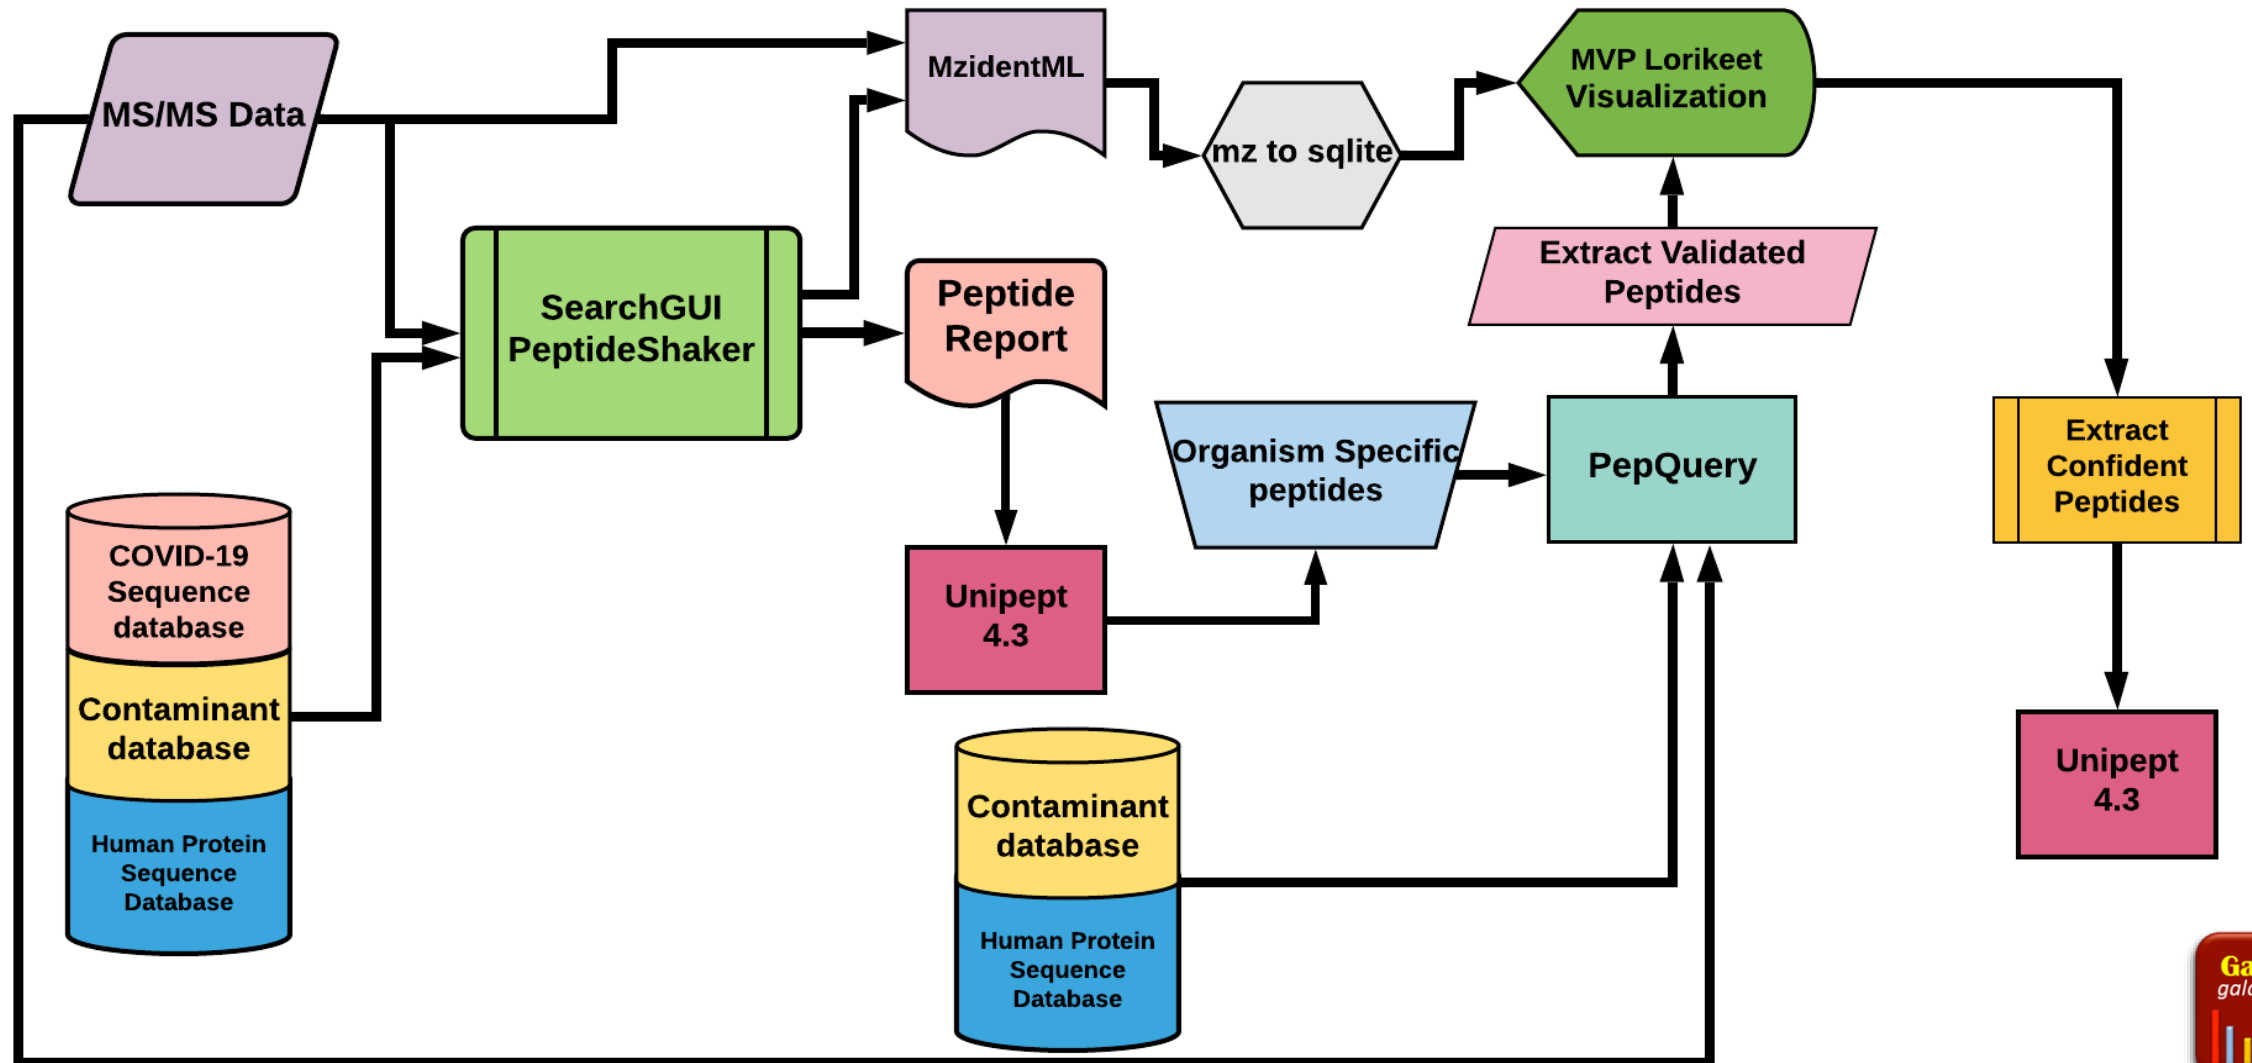 MS/MS Data
MzidentML
mz to sqlite
MVP Lorikeet
Visualization
SearchGUI
PeptideShaker
Peptide
Report
Extract Validated
Peptides
Organism Specific
peptides
PepQuery
Extract
Confident
Peptides
COVID-19
Sequence
database
Contaminant
database
Human Protein
Sequence
Database
Unipept
4.3
Contaminant
database
Human Protein
Sequence
Database
Unipept
4.3